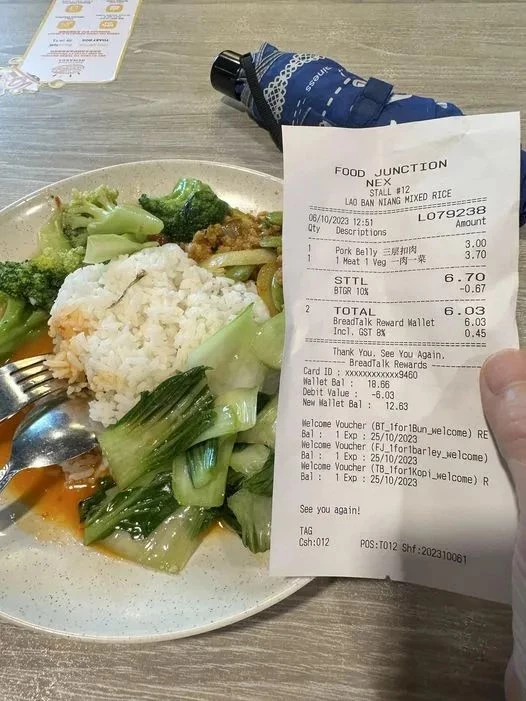 ulness
FOOD JUNCTION
NEX
STALL #12
LAO BAN NIANG MIXED RICE
06/10/2023 12:51 L079238
Qty Descriptions Amount
1 Pork Belly 三层扣肉 3.00
1 1 Meat 1 Veg 一肉一菜 3.70
STTL 6.70
BTGR 10% -0.67
2 TOTAL 6.03
BreadTalk Reward Wallet 6.03
Incl. GST 8% 0.45
Thank You. See You Again.
BreadTalk Rewards
Card ID : xxxxxxxxxxxx9460
Wallet Bal : 18.66
Debit Value : -6.03
New Wallet Bal : 12.63
Welcome Voucher (BT_1for1Bun_welcome) RE
Bal : 1 Exp : 25/10/2023
Welcome Voucher (FJ_1for1barley_welcome)
Bal : 1 Exp : 25/10/2023
Welcome Voucher (TB_1for1Kopi_welcome) R
Bal : 1 Exp : 25/10/2023
See you again!
TAG
Csh:012 POS:T012 Shf:202310061